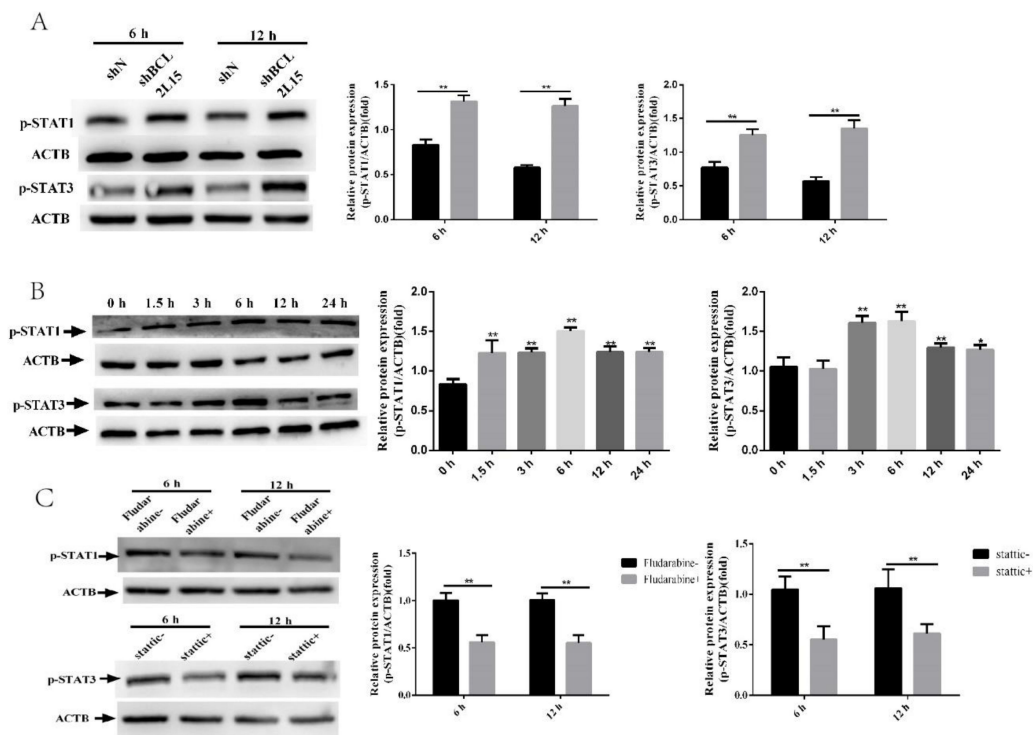 A
6 h
12 h
shN
shBCL
2L15
shN
shBCL
2L15
p-STAT1
ACTB
p-STAT3
ACTB
Relative protein expression
(p-STAT1/ACTB)(fold)
1.5
1.0
0.5
0.0
**
**
6 h
12 h
Relative protein expression
(p-STAT3/ACTB)(fold)
2.0
1.5
1.0
0.5
0.0
**
**
6 h
12 h
B
0 h 1.5 h 3 h 6 h 12 h 24 h
p-STAT1
ACTB
p-STAT3
ACTB
Relative protein expression
(p-STAT1/ACTB)(fold)
2.0
1.5
1.0
0.5
0.0
** ** ** ** **
0 h 1.5 h 3 h 6 h 12 h 24 h
Relative protein expression
(p-STAT3/ACTB)(fold)
2.0
1.5
1.0
0.5
0.0
** ** ** *
0 h 1.5 h 3 h 6 h 12 h 24 h
C
6 h
12 h
Fludar
abine-
Fludar
abine+
Fludar
abine-
Fludar
abine+
p-STAT1
ACTB
6 h
12 h
stattic-
stattic+
stattic-
stattic+
p-STAT3
ACTB
Relative protein expression
(p-STAT1/ACTB)(fold)
1.5
1.0
0.5
0.0
**
**
6 h
12 h
Fludarabine-
Fludarabine+
Relative protein expression
(p-STAT3/ACTB)(fold)
1.5
1.0
0.5
0.0
**
**
6 h
12 h
stattic-
stattic+